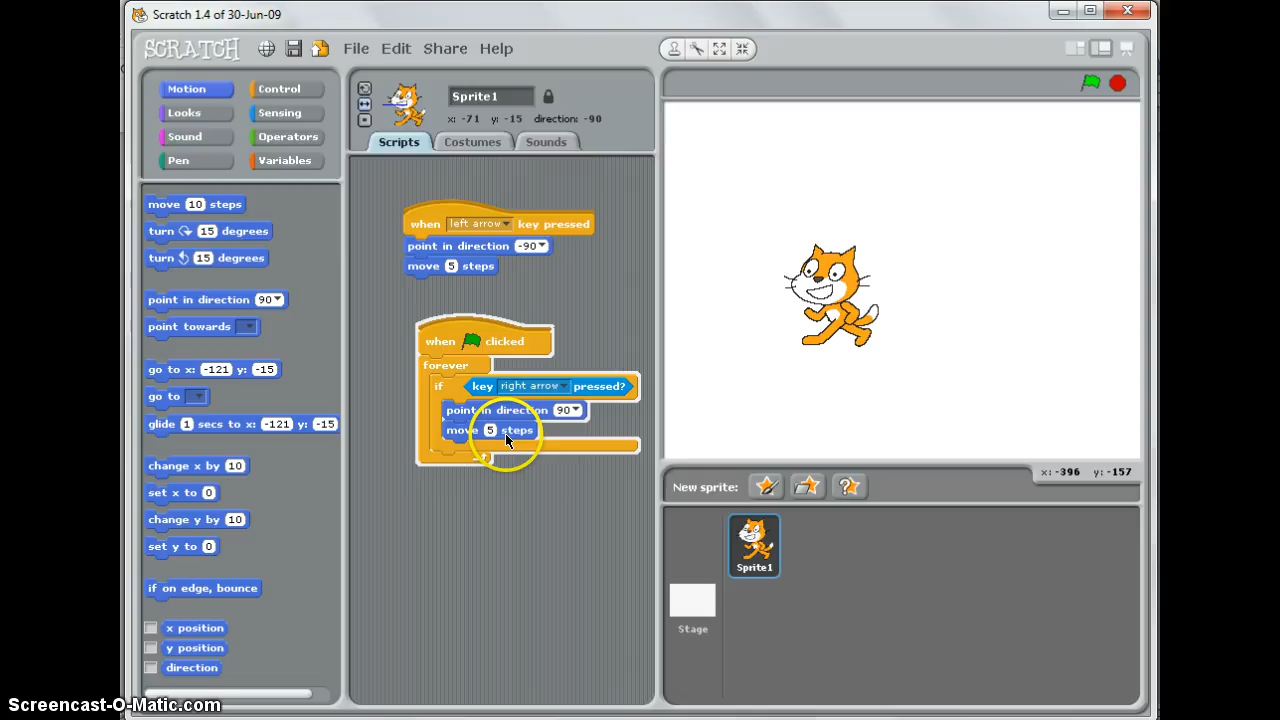 Scratch 1.4 of 30-Jun-09
SCRATCH File Edit Share Help
Motion Control
Looks Sensing
Sound Operators
Pen Variables
move 10 steps
turn 15 degrees
turn 15 degrees
point in direction 90
point towards
go to x: -121 y: -15
go to
glide 1 secs to x: -121 y: -15
change x by 10
set x to 0
change y by 10
set y to 0
if on edge, bounce
x position
y position
direction
Sprite1
x: -71 y: -15 direction: -90
Scripts Costumes Sounds
when left arrow key pressed
point in direction -90
move 5 steps
when clicked
forever
if key right arrow pressed?
point in direction 90
move 5 steps
x: -396 y: -157
New sprite:
Sprite1
Stage
Screencast-O-Matic.com